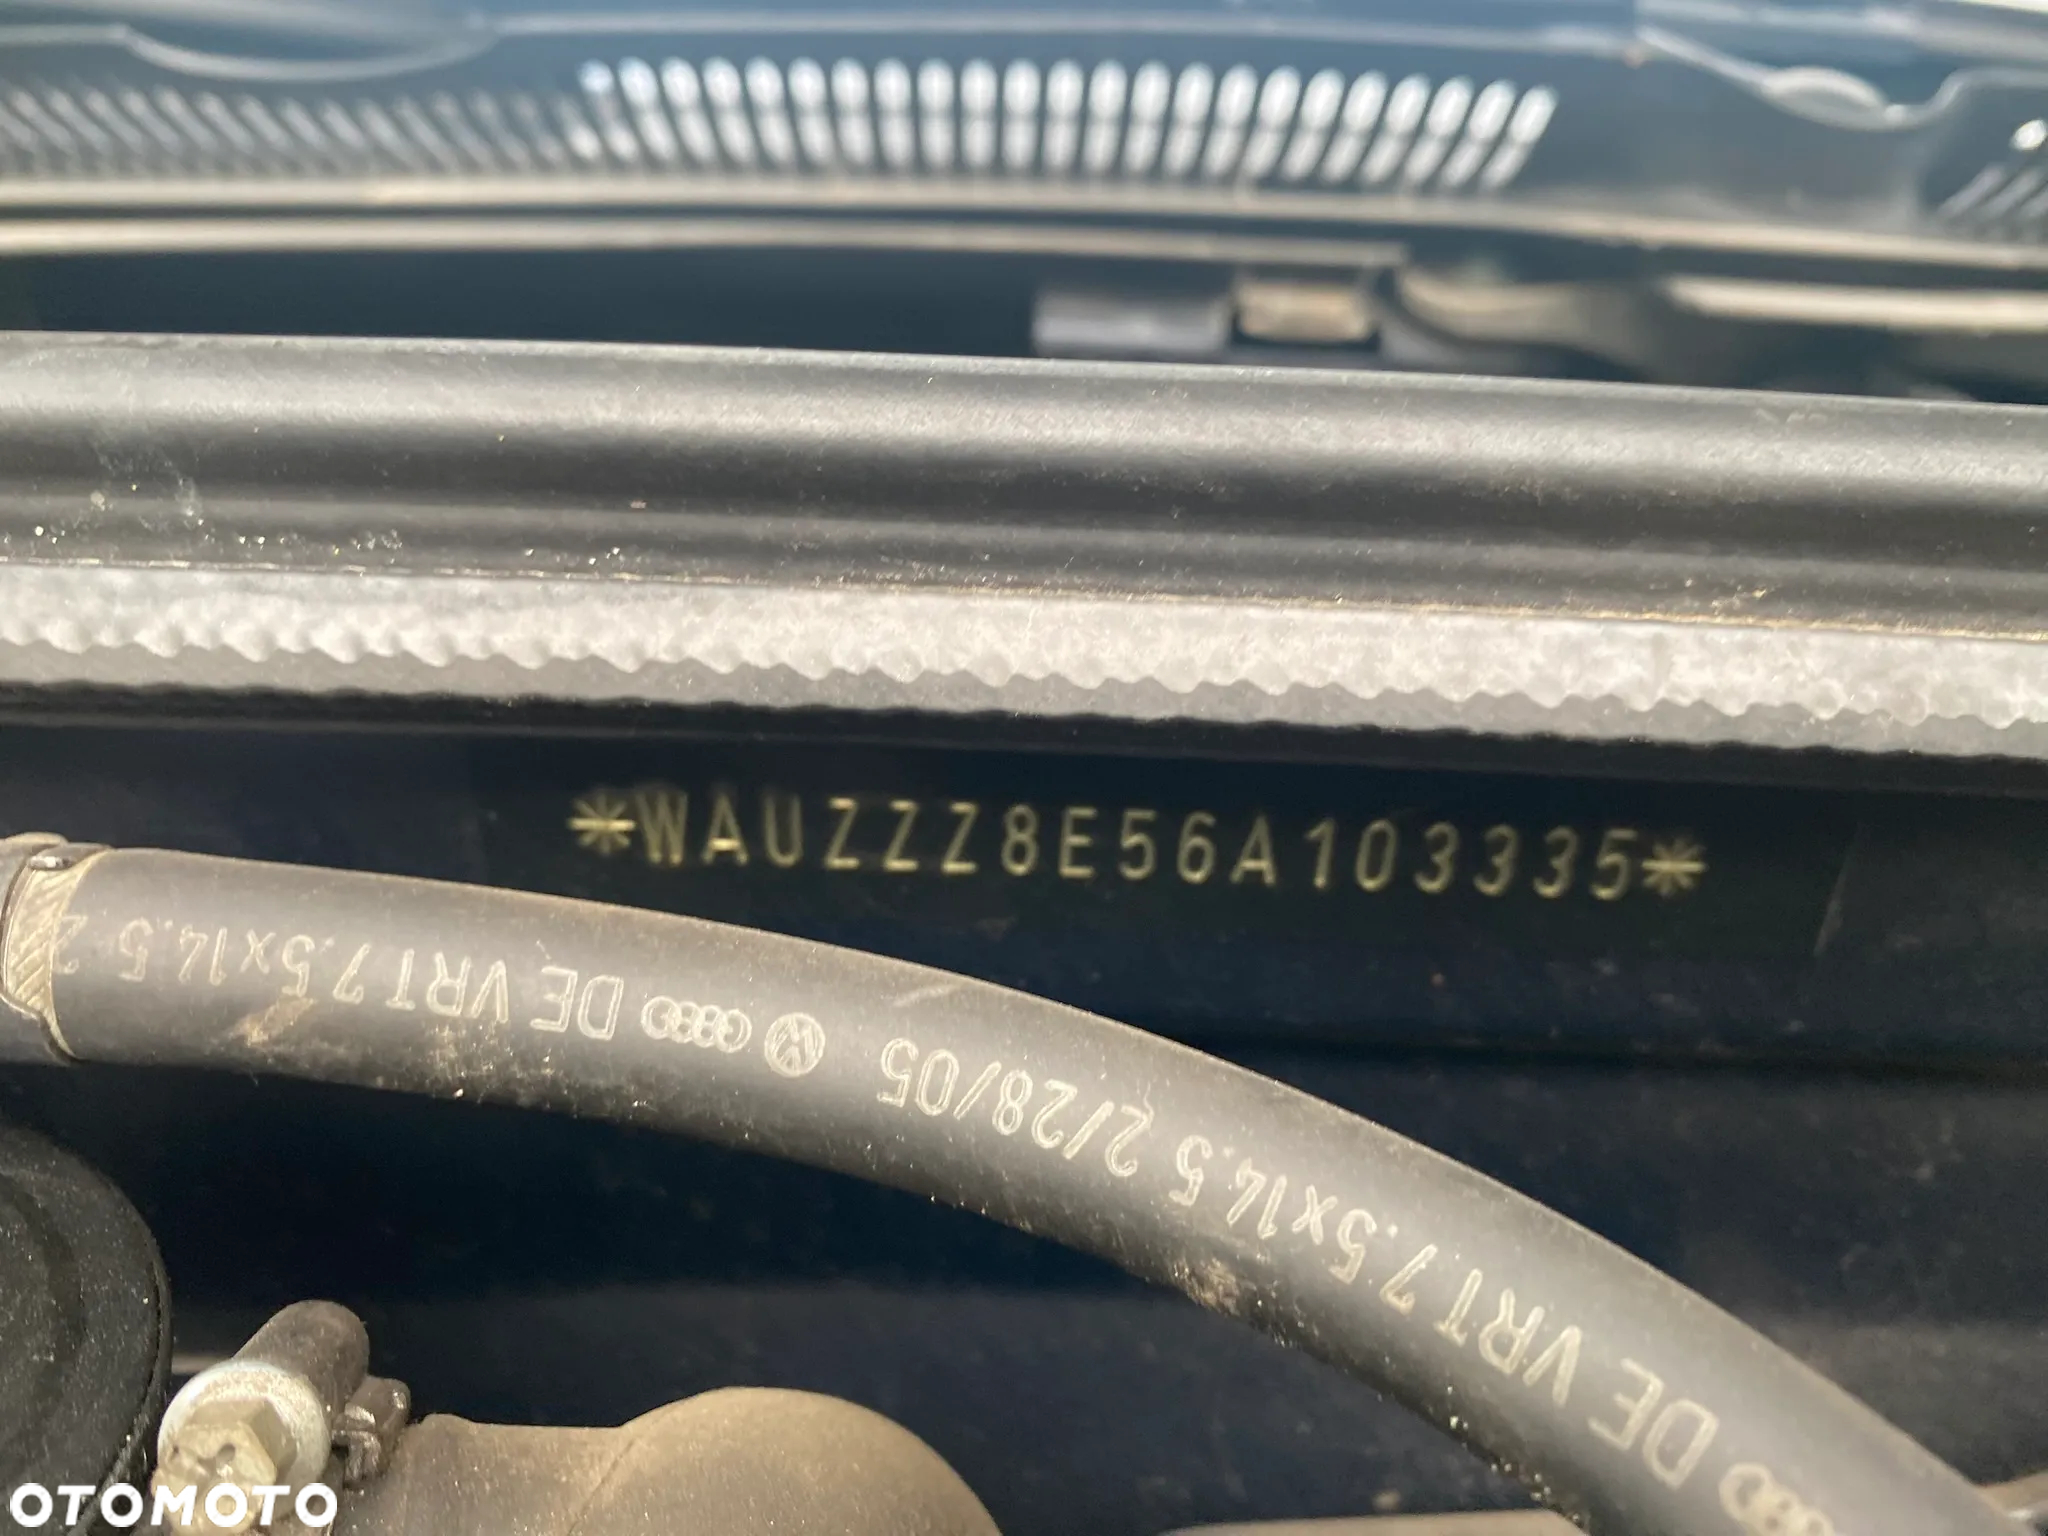 *WAUZZZ8E56A103335*
DE VRT 7.5x14.5 2/28/05 DE VRT 7.5x14.5 2
OTOMOTO